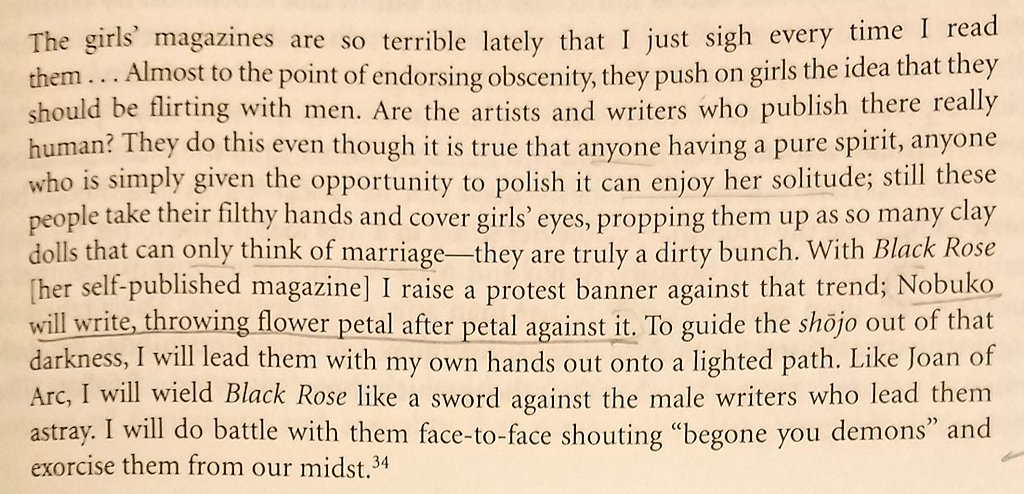 The girls’ magazines are so terrible lately that I just sigh every time I read
them . . . Almost to the point of endorsing obscenity, they push on girls the idea that they
should be flirting with men. Are the artists and writers who publish there really
human? They do this even though it is true that anyone having a pure spirit, anyone
who is simply given the opportunity to polish it can enjoy her solitude; still these
people take their filthy hands and cover girls’ eyes, propping them up as so many clay
dolls that can only think of marriage—they are truly a dirty bunch. With Black Rose
[her self-published magazine] I raise a protest banner against that trend; Nobuko
will write, throwing flower petal after petal against it. To guide the shōjo out of that
darkness, I will lead them with my own hands out onto a lighted path. Like Joan of
Arc, I will wield Black Rose like a sword against the male writers who lead them
astray. I will do battle with them face-to-face shouting “begone you demons” and
exorcise them from our midst.³⁴